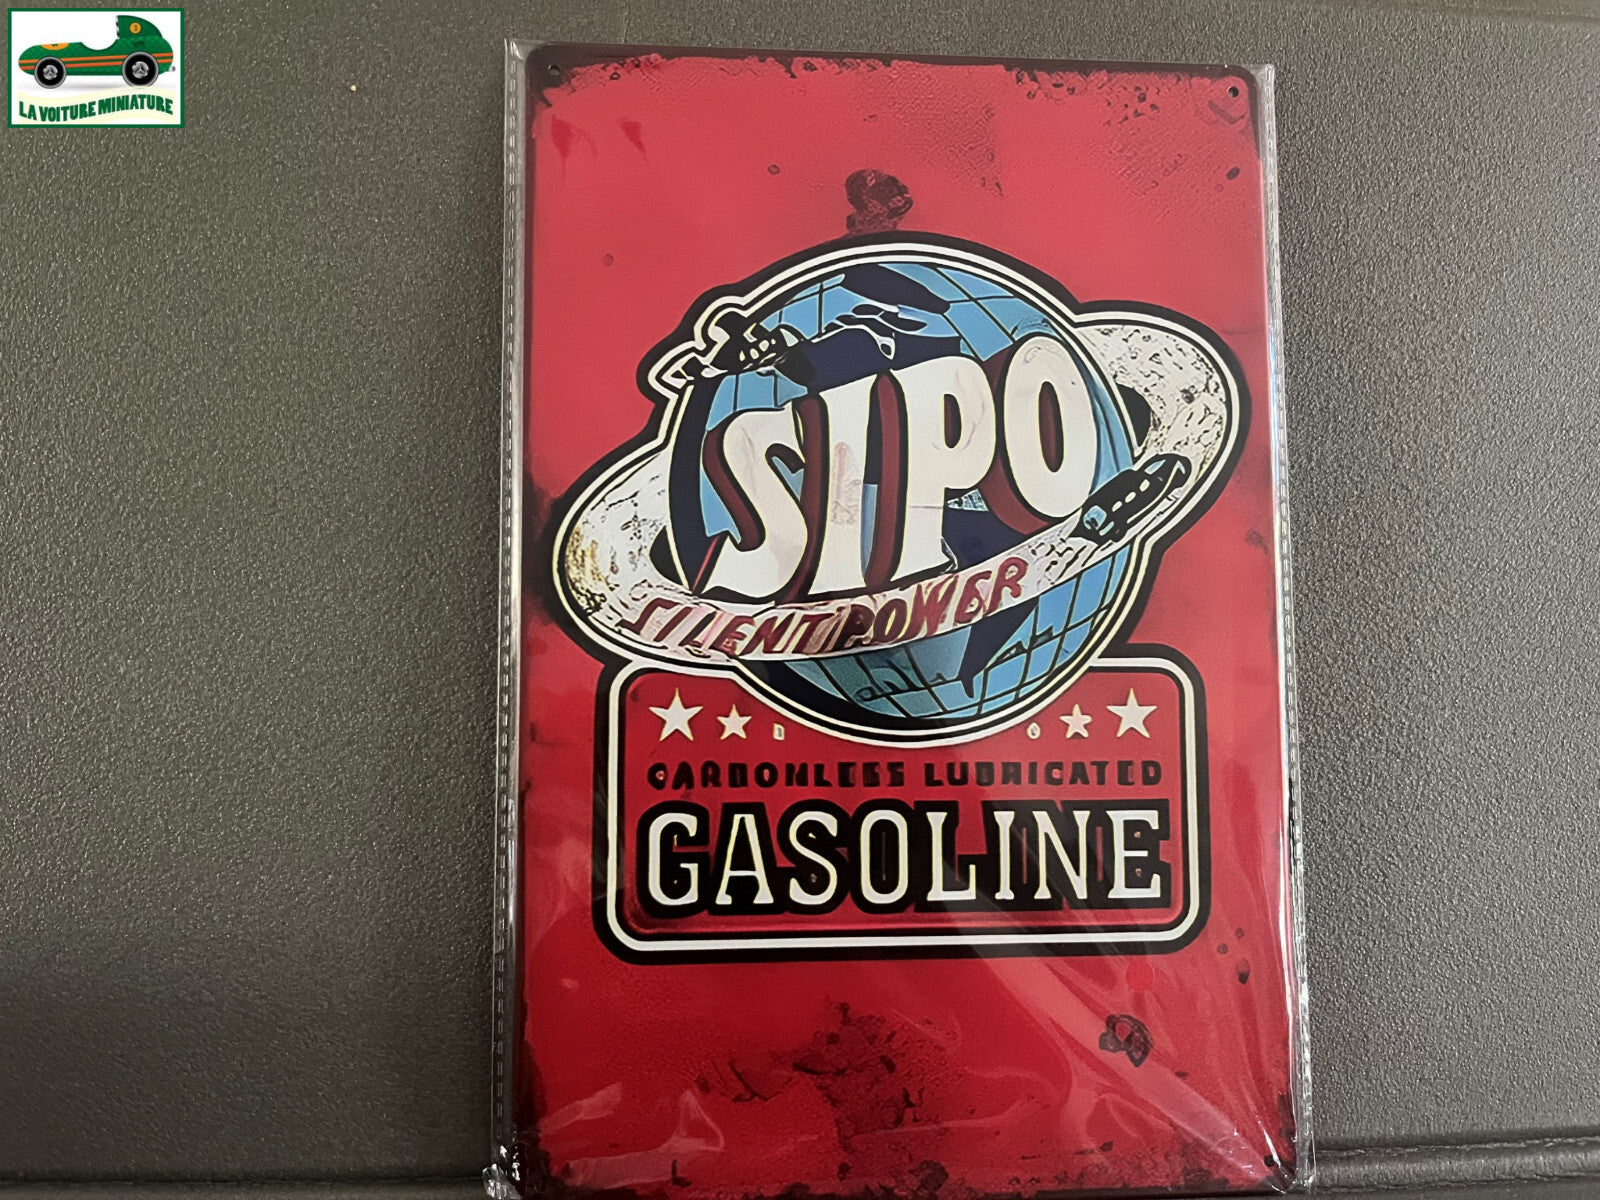 LA VOITURE MINIATURE
SIPO
SILENT POWER
CARBONLESS LUBRICATED
GASOLINE